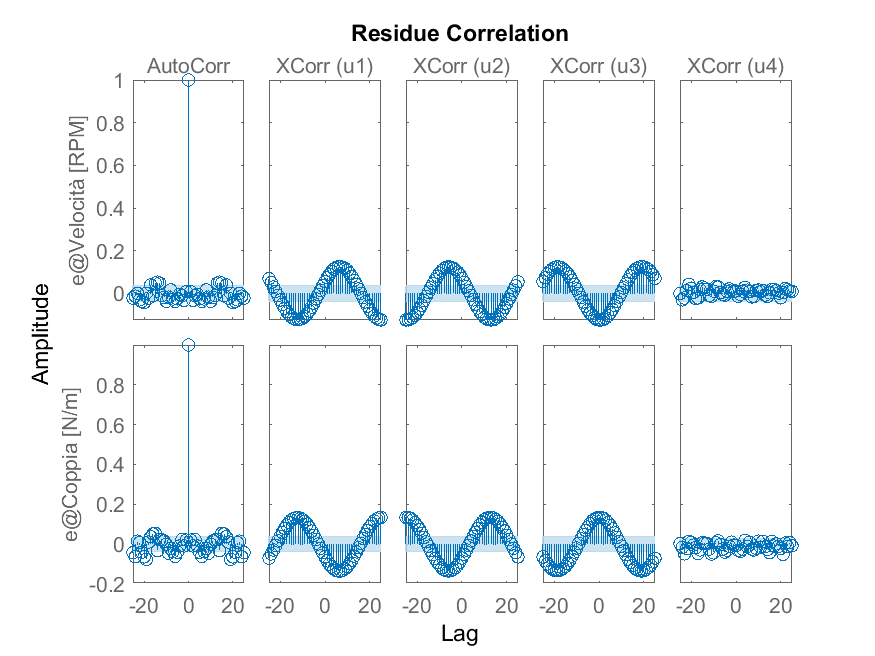 Residue Correlation
AutoCorr XCorr (u1) XCorr (u2) XCorr (u3) XCorr (u4)
Amplitude
e@Velocità [RPM]
1
0.8
0.6
0.4
0.2
0
e@Coppia [N/m]
0.8
0.6
0.4
0.2
0
-0.2
-20 0 20 -20 0 20 -20 0 20 -20 0 20 -20 0 20
Lag